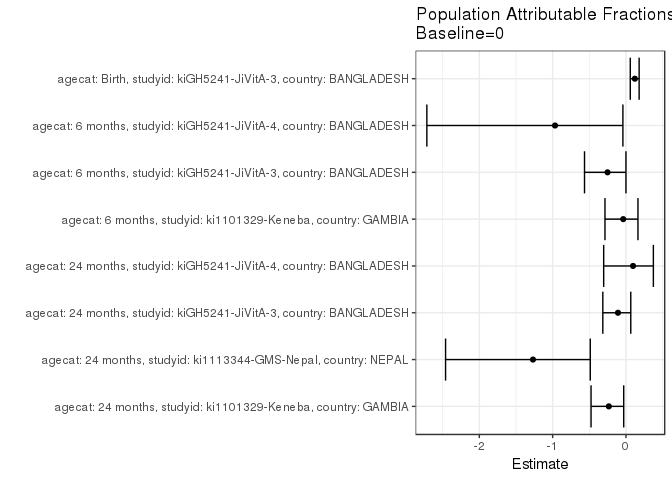 Population Attributable Fractions
Baseline=0
agecat: Birth, studyid: kiGH5241-JiVitA-3, country: BANGLADESH
agecat: 6 months, studyid: kiGH5241-JiVitA-4, country: BANGLADESH
agecat: 6 months, studyid: kiGH5241-JiVitA-3, country: BANGLADESH
agecat: 6 months, studyid: ki1101329-Keneba, country: GAMBIA
agecat: 24 months, studyid: kiGH5241-JiVitA-4, country: BANGLADESH
agecat: 24 months, studyid: kiGH5241-JiVitA-3, country: BANGLADESH
agecat: 24 months, studyid: ki1113344-GMS-Nepal, country: NEPAL
agecat: 24 months, studyid: ki1101329-Keneba, country: GAMBIA
-2 -1 0
Estimate